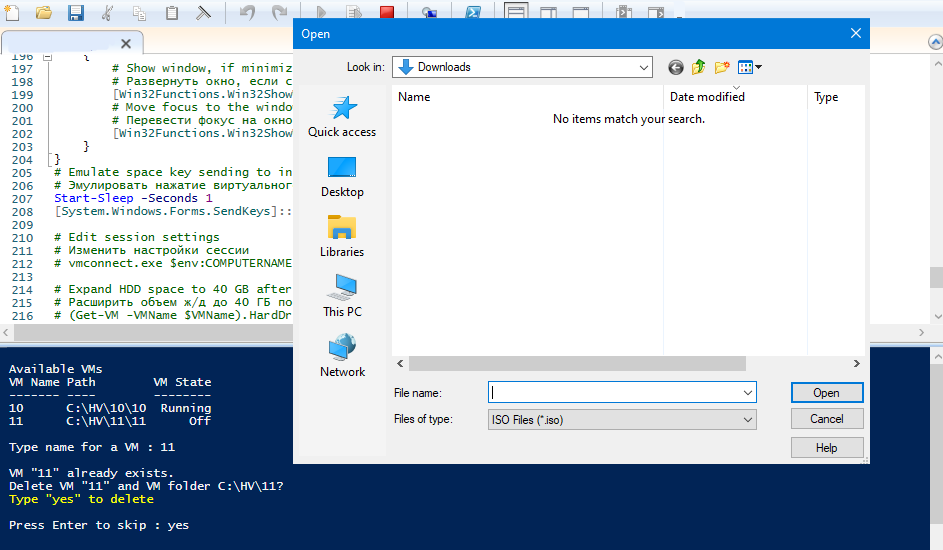 196 {
197 # Show window, if minimiz
198 # Развернуть окно, если с
199 [Win32Functions.Win32Show
200 # Move focus to the window
201 # Перевести фокус на окно
202 [Win32Functions.Win32Show
203 }
204 }
205 # Emulate space key sending to in
206 # Эмулировать нажатие виртуальног
207 Start-Sleep -Seconds 1
208 [System.Windows.Forms.SendKeys]::
209
210 # Edit session settings
211 # Изменить настройки сессии
212 # vmconnect.exe $env:COMPUTERNAME
213
214 # Expand HDD space to 40 GB after
215 # Расширить объем ж/д до 40 ГБ по
216 # (Get-VM -VMName $VMName).HardDr
Open
Look in: Downloads
Quick access
Desktop
Libraries
This PC
Network
Name Date modified Type
No items match your search.
File name: Open
Files of type: ISO Files (*.iso) Cancel
Help
Available VMs
VM Name Path VM State
------- ---- --------
10 C:\HV\10\10 Running
11 C:\HV\11\11 Off
Type name for a VM : 11
VM "11" already exists.
Delete VM "11" and VM folder C:\HV\11?
Type "yes" to delete
Press Enter to skip : yes